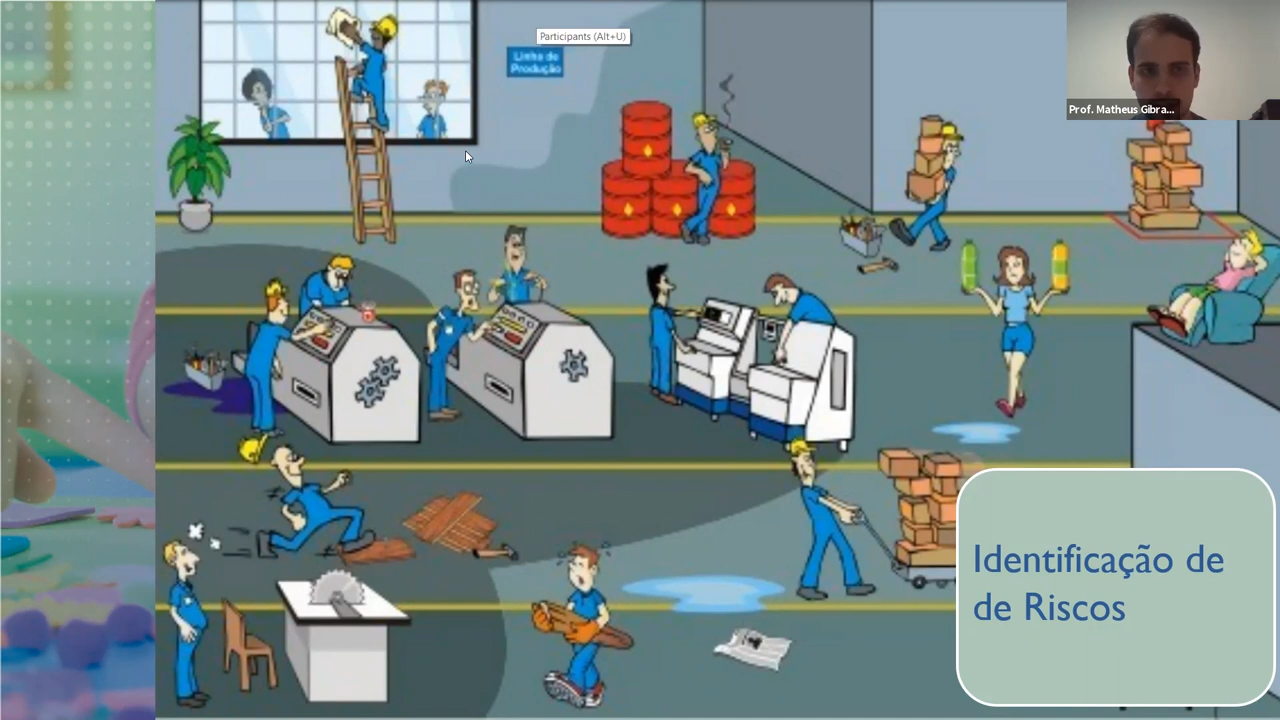 Participants (Alt+U)
Linha de
Produção
Prof. Matheus Gibra...
Identificação de
de Riscos